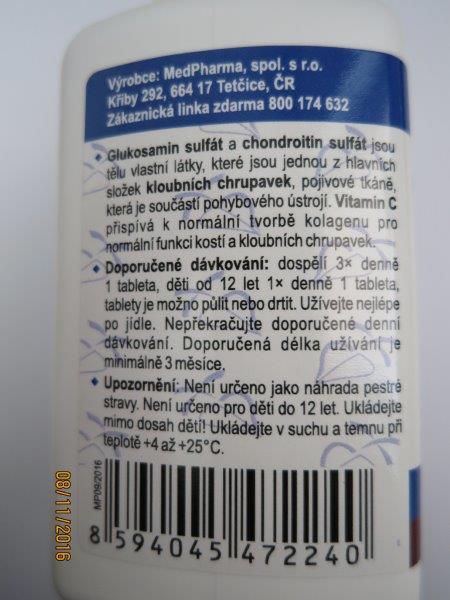 Výrobce: MedPharma, spol. s r.o.
Křiby 292, 664 17 Tetčice, ČR
Zákaznická linka zdarma 800 174 632
Glukosamin sulfát a chondroitin sulfát jsou
tělu vlastní látky, které jsou jednou z hlavních
složek kloubních chrupavek, pojivové tkáně,
která je součástí pohybového ústrojí. Vitamin C
přispívá k normální tvorbě kolagenu pro
normální funkci kostí a kloubních chrupavek.
Doporučené dávkování: dospělí 3× denně
1 tableta, děti od 12 let 1× denně 1 tableta,
tablety je možno půlit nebo drtit. Užívejte nejlépe
po jídle. Nepřekračujte doporučené denní
dávkování. Doporučená délka užívání je
minimálně 3 měsíce.
Upozornění: Není určeno jako náhrada pestré
stravy. Není určeno pro děti do 12 let. Ukládejte
mimo dosah dětí! Ukládejte v suchu a temnu při
teplotě +4 až +25°C.
MP09/2016
8 594045 472240
08/11/2016